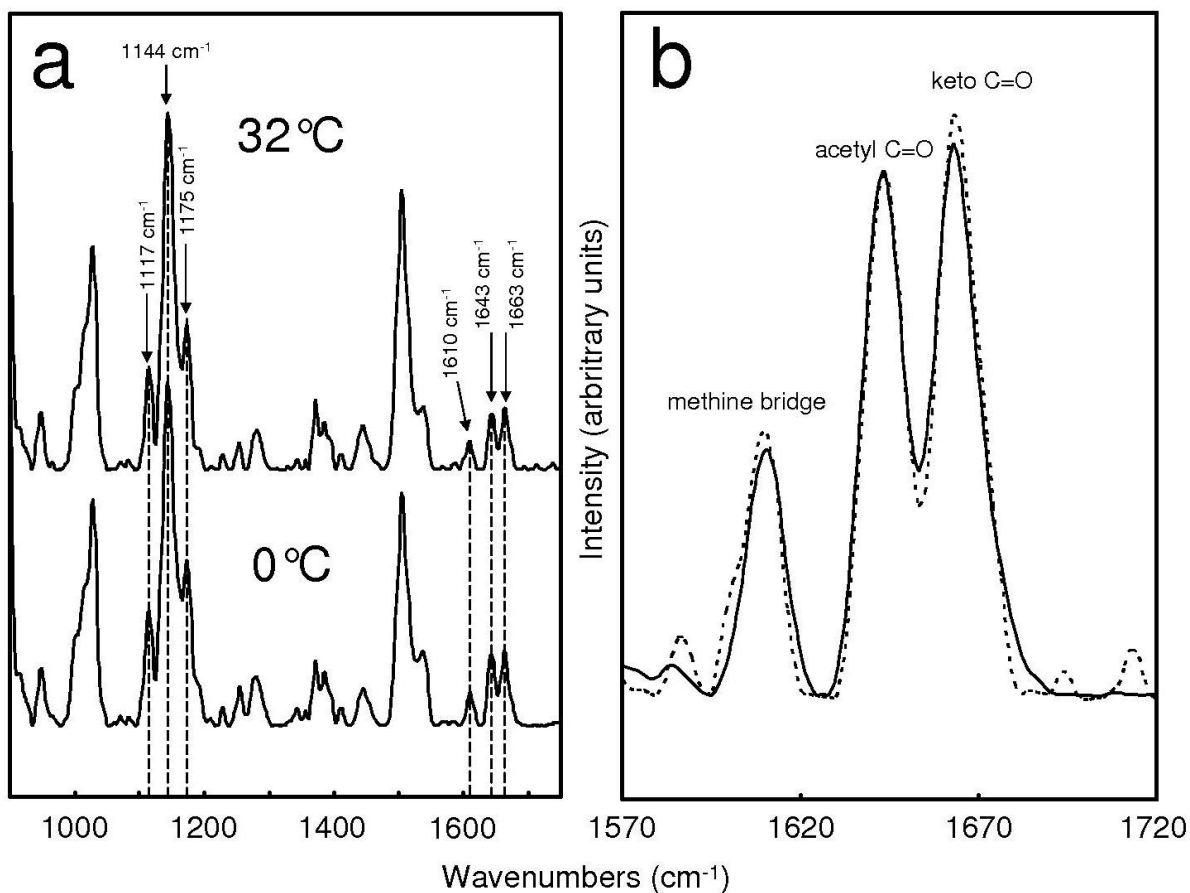 a
1144 cm⁻¹
32°C
1117 cm⁻¹
1175 cm⁻¹
1610 cm⁻¹
1643 cm⁻¹
1663 cm⁻¹
0°C
1000
1200
1400
1600
b
keto C=O
acetyl C=O
methine bridge
Intensity (arbritrary units)
1570
1620
1670
1720
Wavenumbers (cm⁻¹)